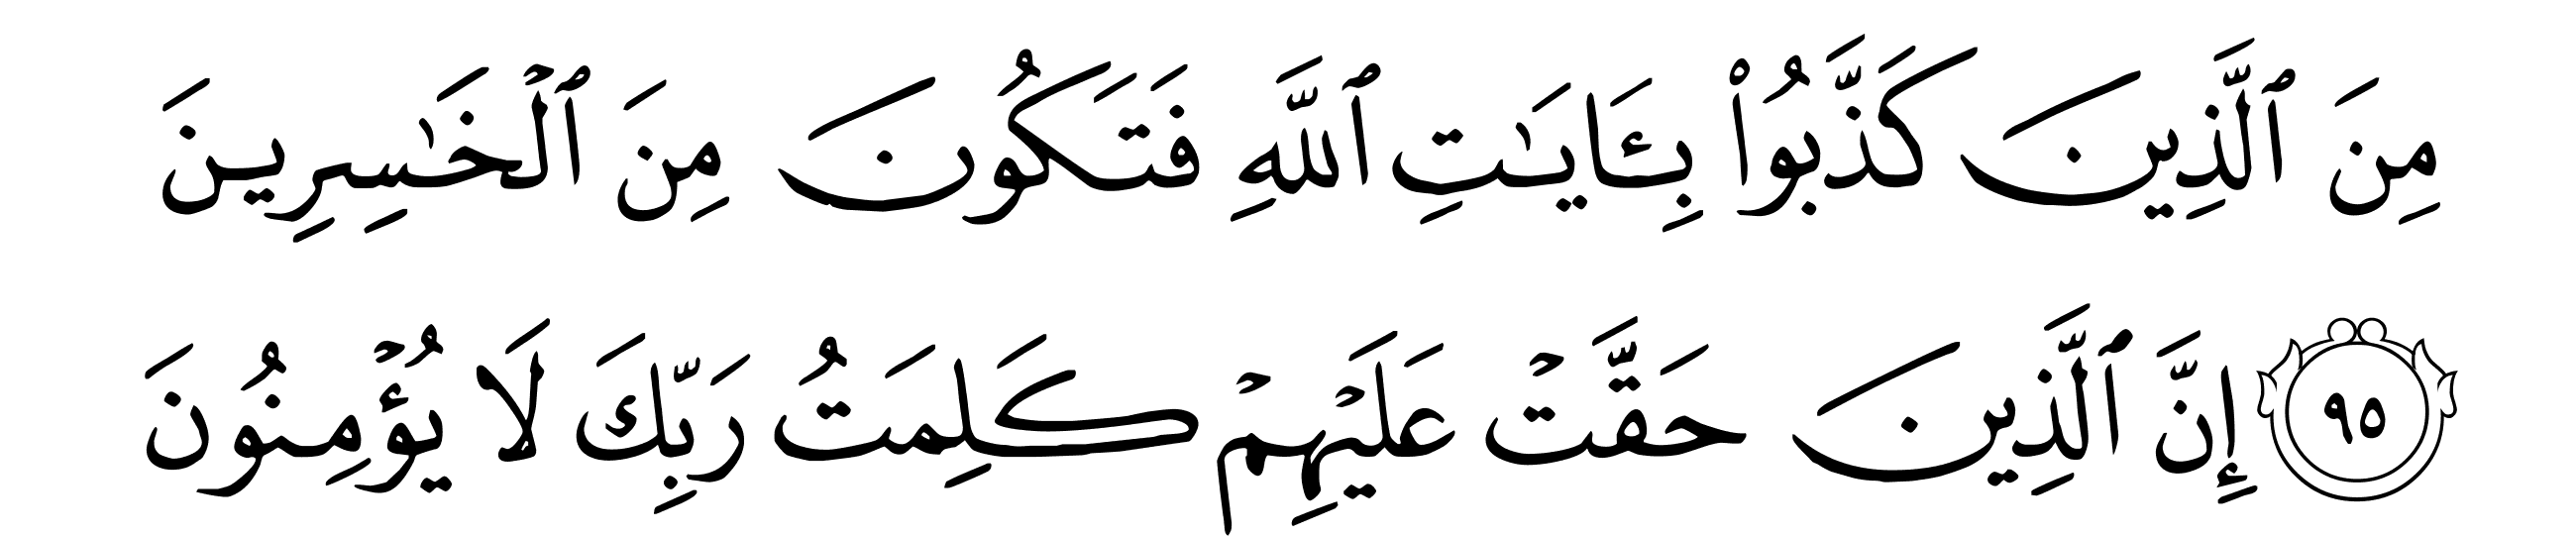 مِنَ ٱلَّذِينَ كَذَّبُوا۟ بِـَٔايَـٰتِ ٱللَّهِ فَتَكُونَ مِنَ ٱلْخَـٰسِرِينَ
٩٥ إِنَّ ٱلَّذِينَ حَقَّتْ عَلَيْهِمْ كَلِمَتُ رَبِّكَ لَا يُؤْمِنُونَ